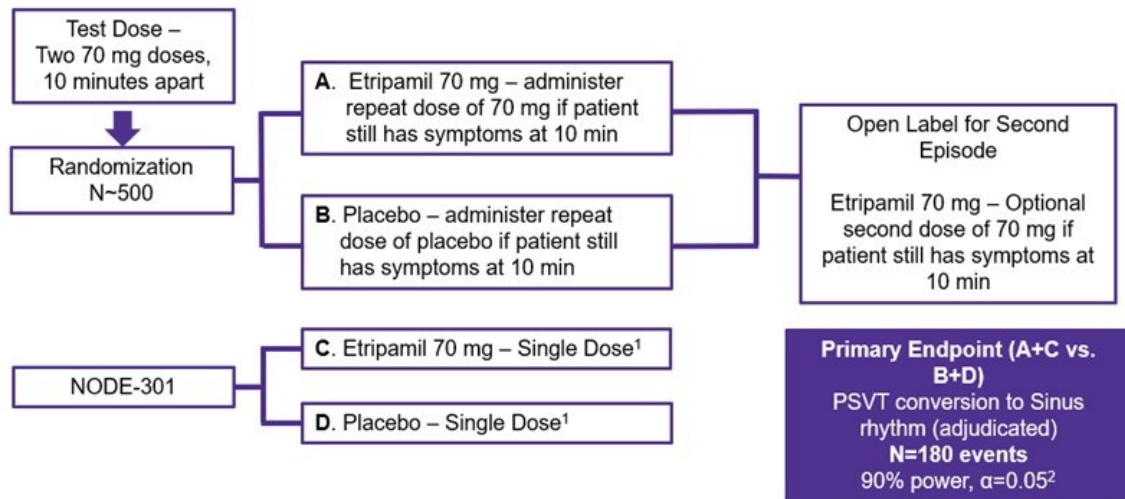 Test Dose –
Two 70 mg doses,
10 minutes apart
Randomization
N~500
A. Etripamil 70 mg – administer
repeat dose of 70 mg if patient
still has symptoms at 10 min
B. Placebo – administer repeat
dose of placebo if patient still
has symptoms at 10 min
Open Label for Second
Episode
Etripamil 70 mg – Optional
second dose of 70 mg if
patient still has symptoms at
10 min
NODE-301
C. Etripamil 70 mg – Single Dose¹
D. Placebo – Single Dose¹
Primary Endpoint (A+C vs.
B+D)
PSVT conversion to Sinus
rhythm (adjudicated)
N=180 events
90% power, α=0.05²